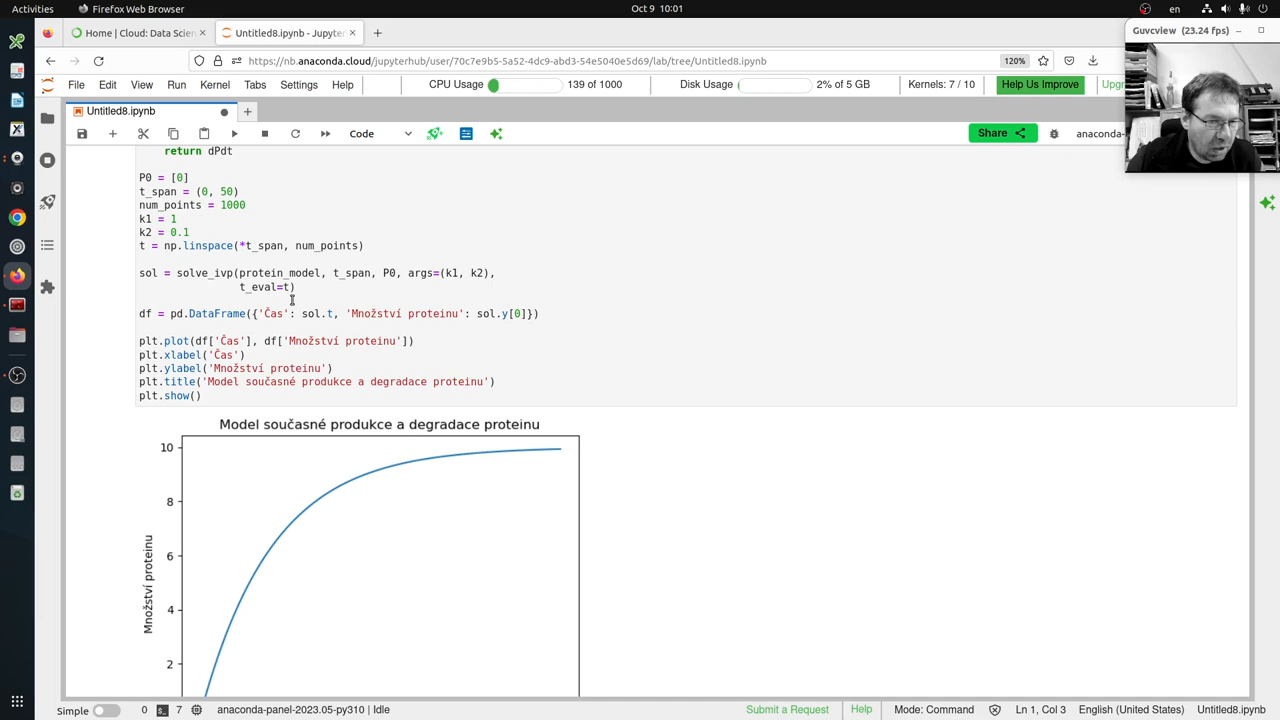 Activities
Firefox Web Browser
Oct 9 10:01
en
Home | Cloud: Data Scien
Untitled8.ipynb - Jupyter
Guvcview (23.24 fps)
https://nb.anaconda.cloud/jupyterhub/user/70c7e9b5-5a52-4dc9-abd3-54e5040e5d69/lab/tree/Untitled8.ipynb
120%
File Edit View Run Kernel Tabs Settings Help
CPU Usage 139 of 1000
Disk Usage 2% of 5 GB
Kernels: 7 / 10
Help Us Improve
Upgr
Untitled8.ipynb
Code
Share
anaconda-
return dPdt
P0 = [0]
t_span = (0, 50)
num_points = 1000
k1 = 1
k2 = 0.1
t = np.linspace(*t_span, num_points)
sol = solve_ivp(protein_model, t_span, P0, args=(k1, k2),
t_eval=t)
df = pd.DataFrame({'Čas': sol.t, 'Množství proteinu': sol.y[0]})
plt.plot(df['Čas'], df['Množství proteinu'])
plt.xlabel('Čas')
plt.ylabel('Množství proteinu')
plt.title('Model současné produkce a degradace proteinu')
plt.show()
Model současné produkce a degradace proteinu
10
8
6
4
2
Množství proteinu
Simple
0
7
anaconda-panel-2023.05-py310 | Idle
Submit a Request
Help
Mode: Command
Ln 1, Col 3
English (United States)
Untitled8.ipynb